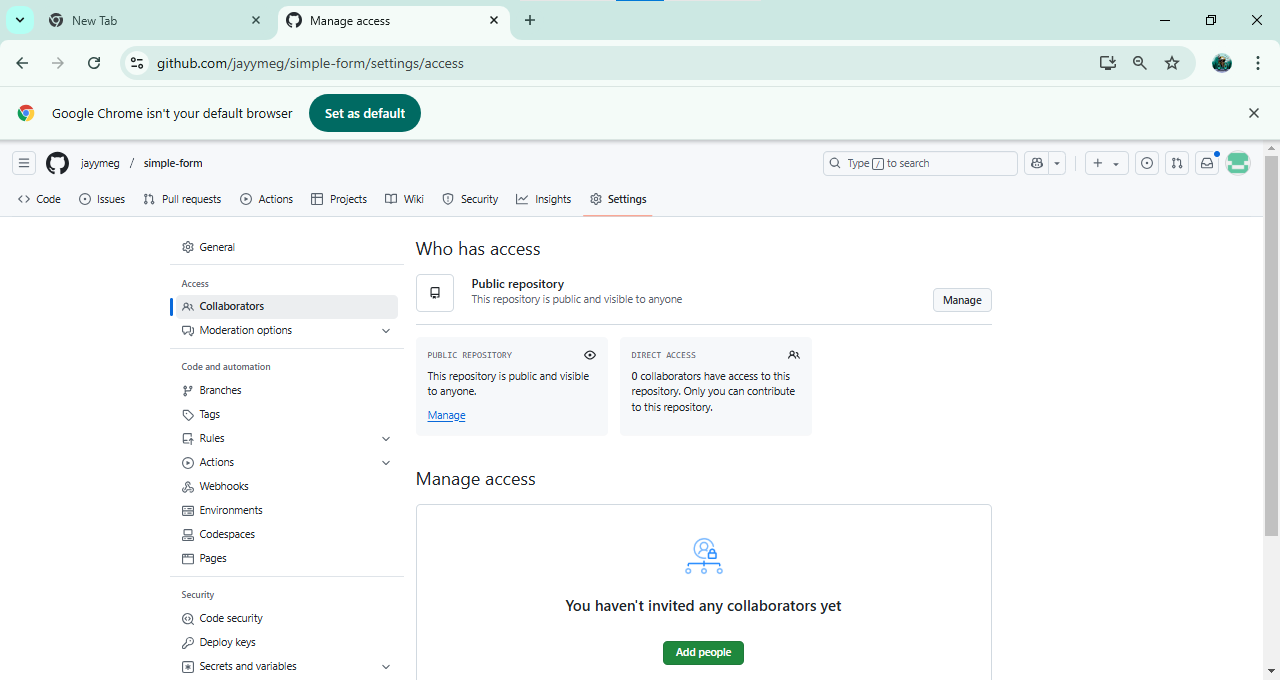 New Tab
Manage access
github.com/jayymeg/simple-form/settings/access
Google Chrome isn't your default browser
Set as default
jayymeg / simple-form
Type / to search
Code
Issues
Pull requests
Actions
Projects
Wiki
Security
Insights
Settings
General
Access
Collaborators
Moderation options
Code and automation
Branches
Tags
Rules
Actions
Webhooks
Environments
Codespaces
Pages
Security
Code security
Deploy keys
Secrets and variables
Who has access
Public repository
This repository is public and visible to anyone
Manage
PUBLIC REPOSITORY
This repository is public and visible
to anyone.
Manage
DIRECT ACCESS
0 collaborators have access to this
repository. Only you can contribute
to this repository.
Manage access
You haven't invited any collaborators yet
Add people